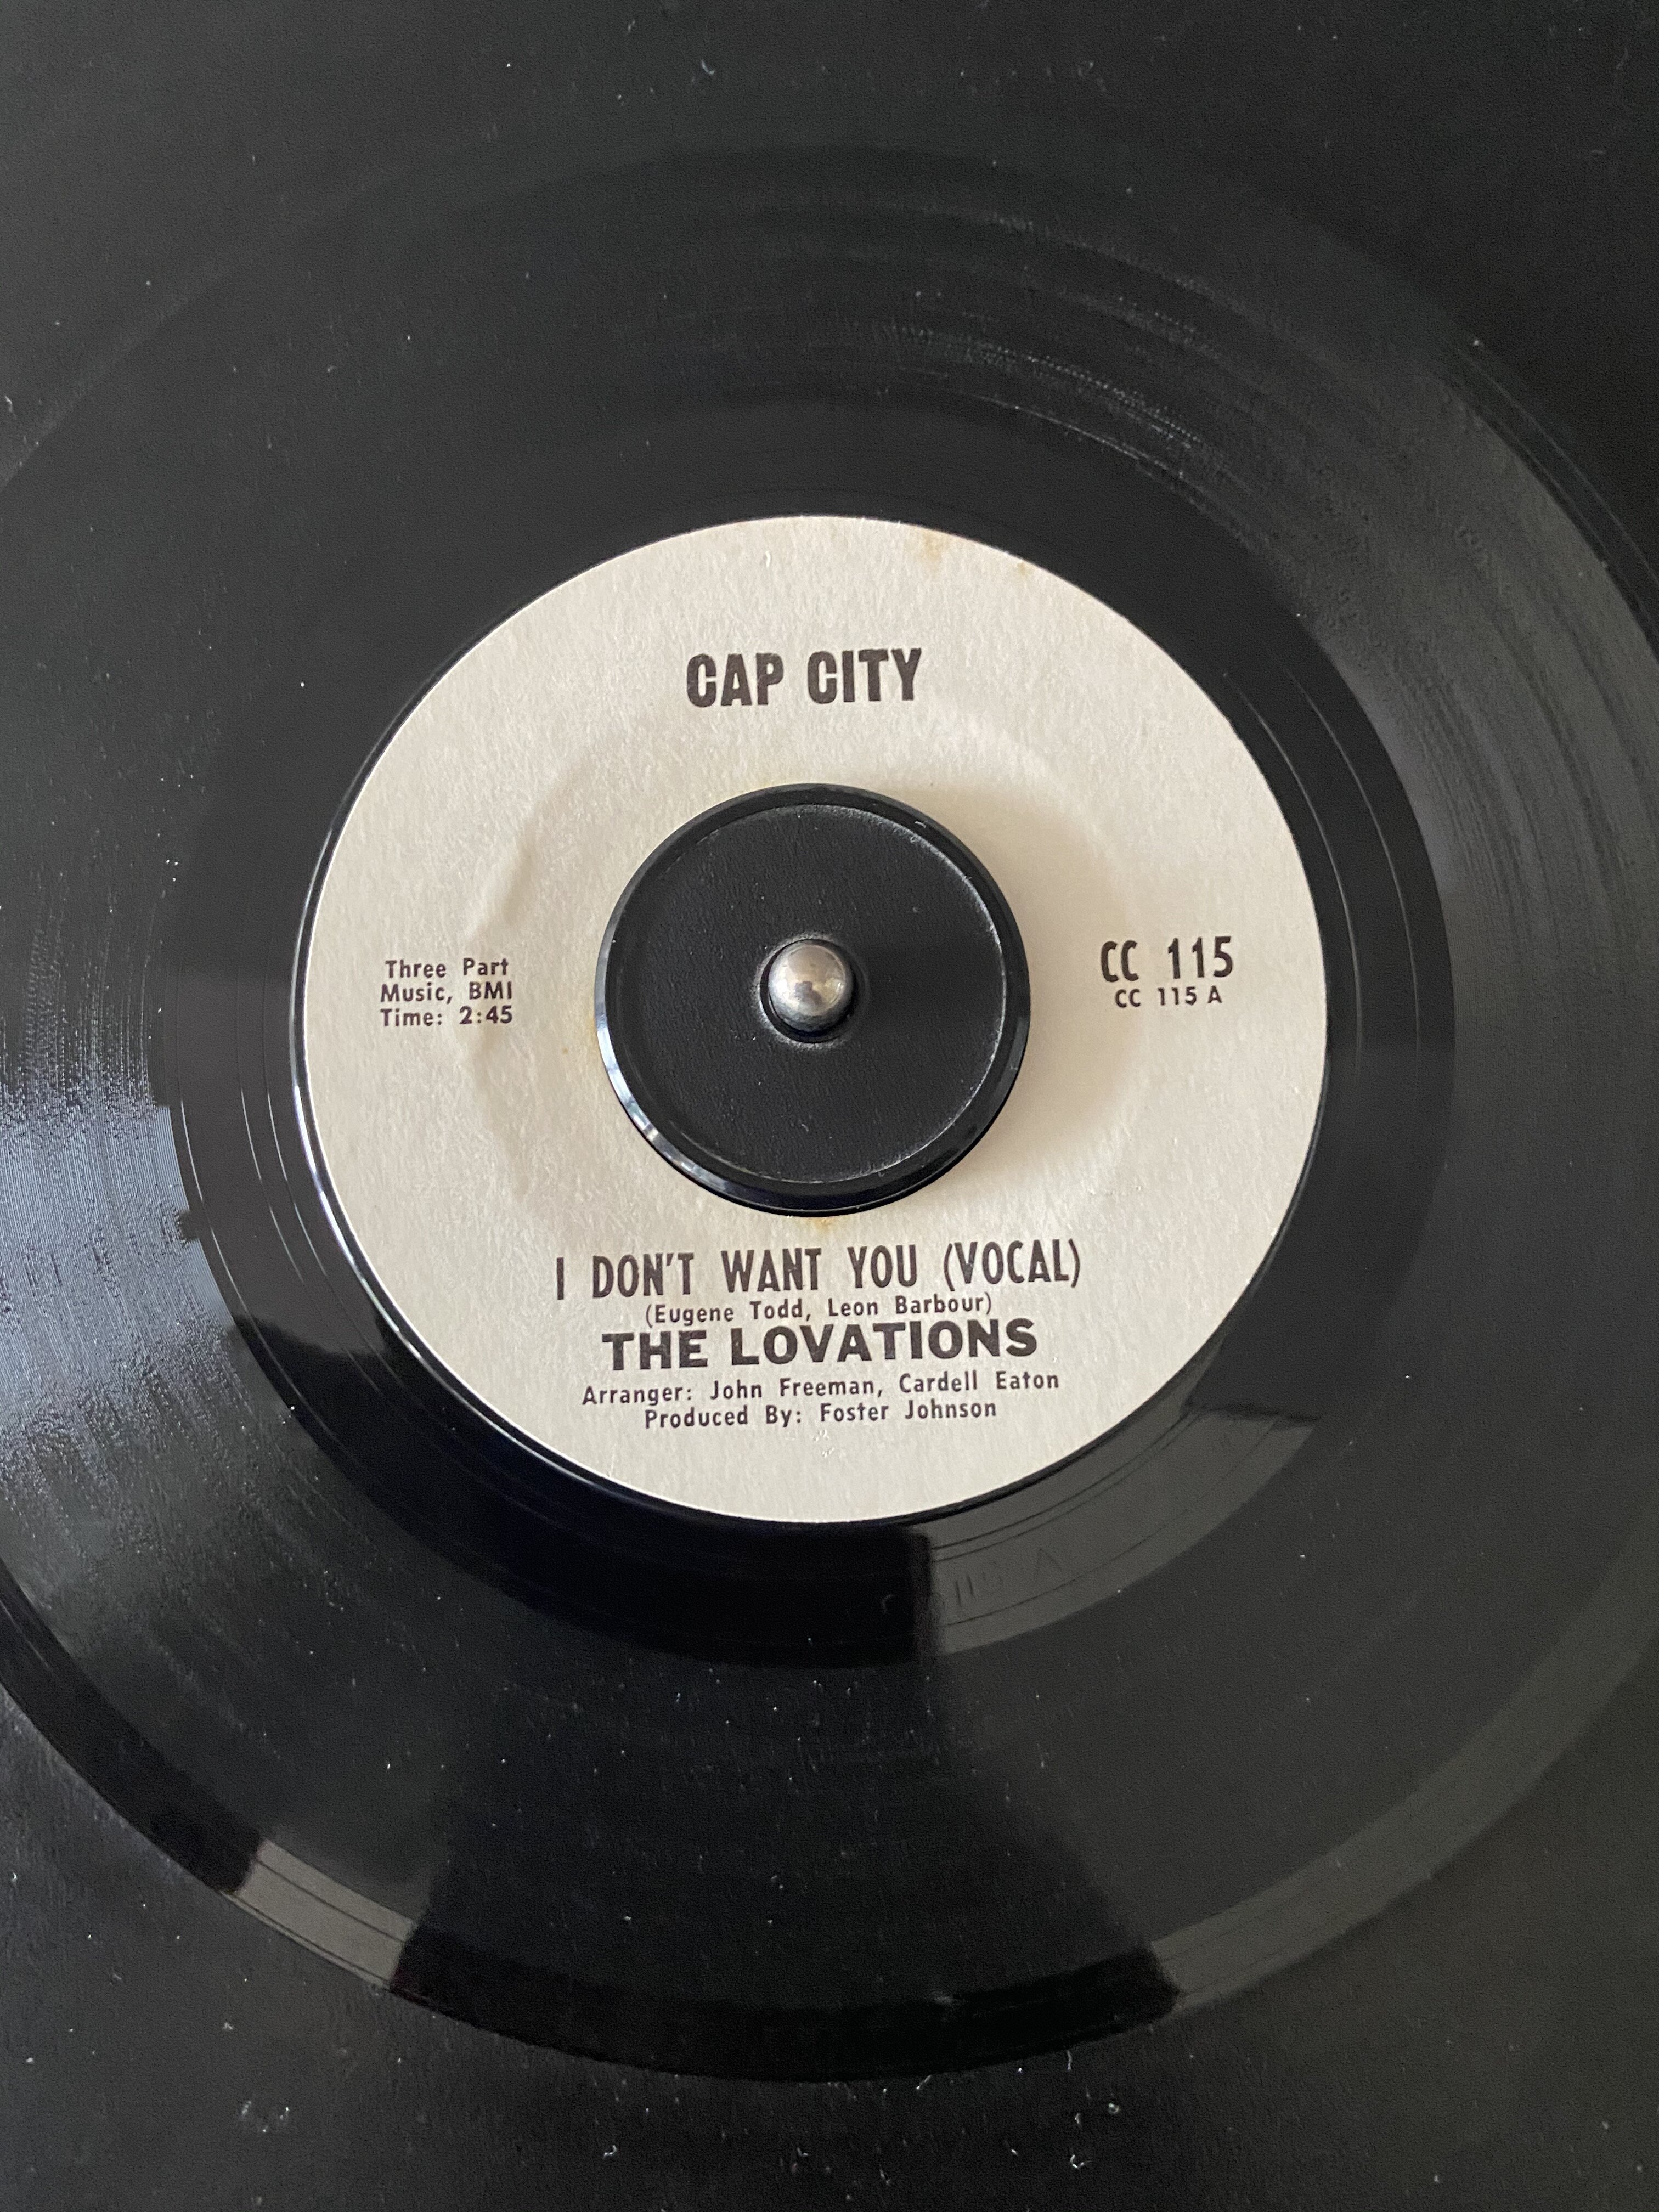 CAP CITY
Three Part
Music, BMI
Time: 2:45
CC 115
CC 115 A
I DON'T WANT YOU (VOCAL)
(Eugene Todd, Leon Barbour)
THE LOVATIONS
Arranger: John Freeman, Cardell Eaton
Produced By: Foster Johnson